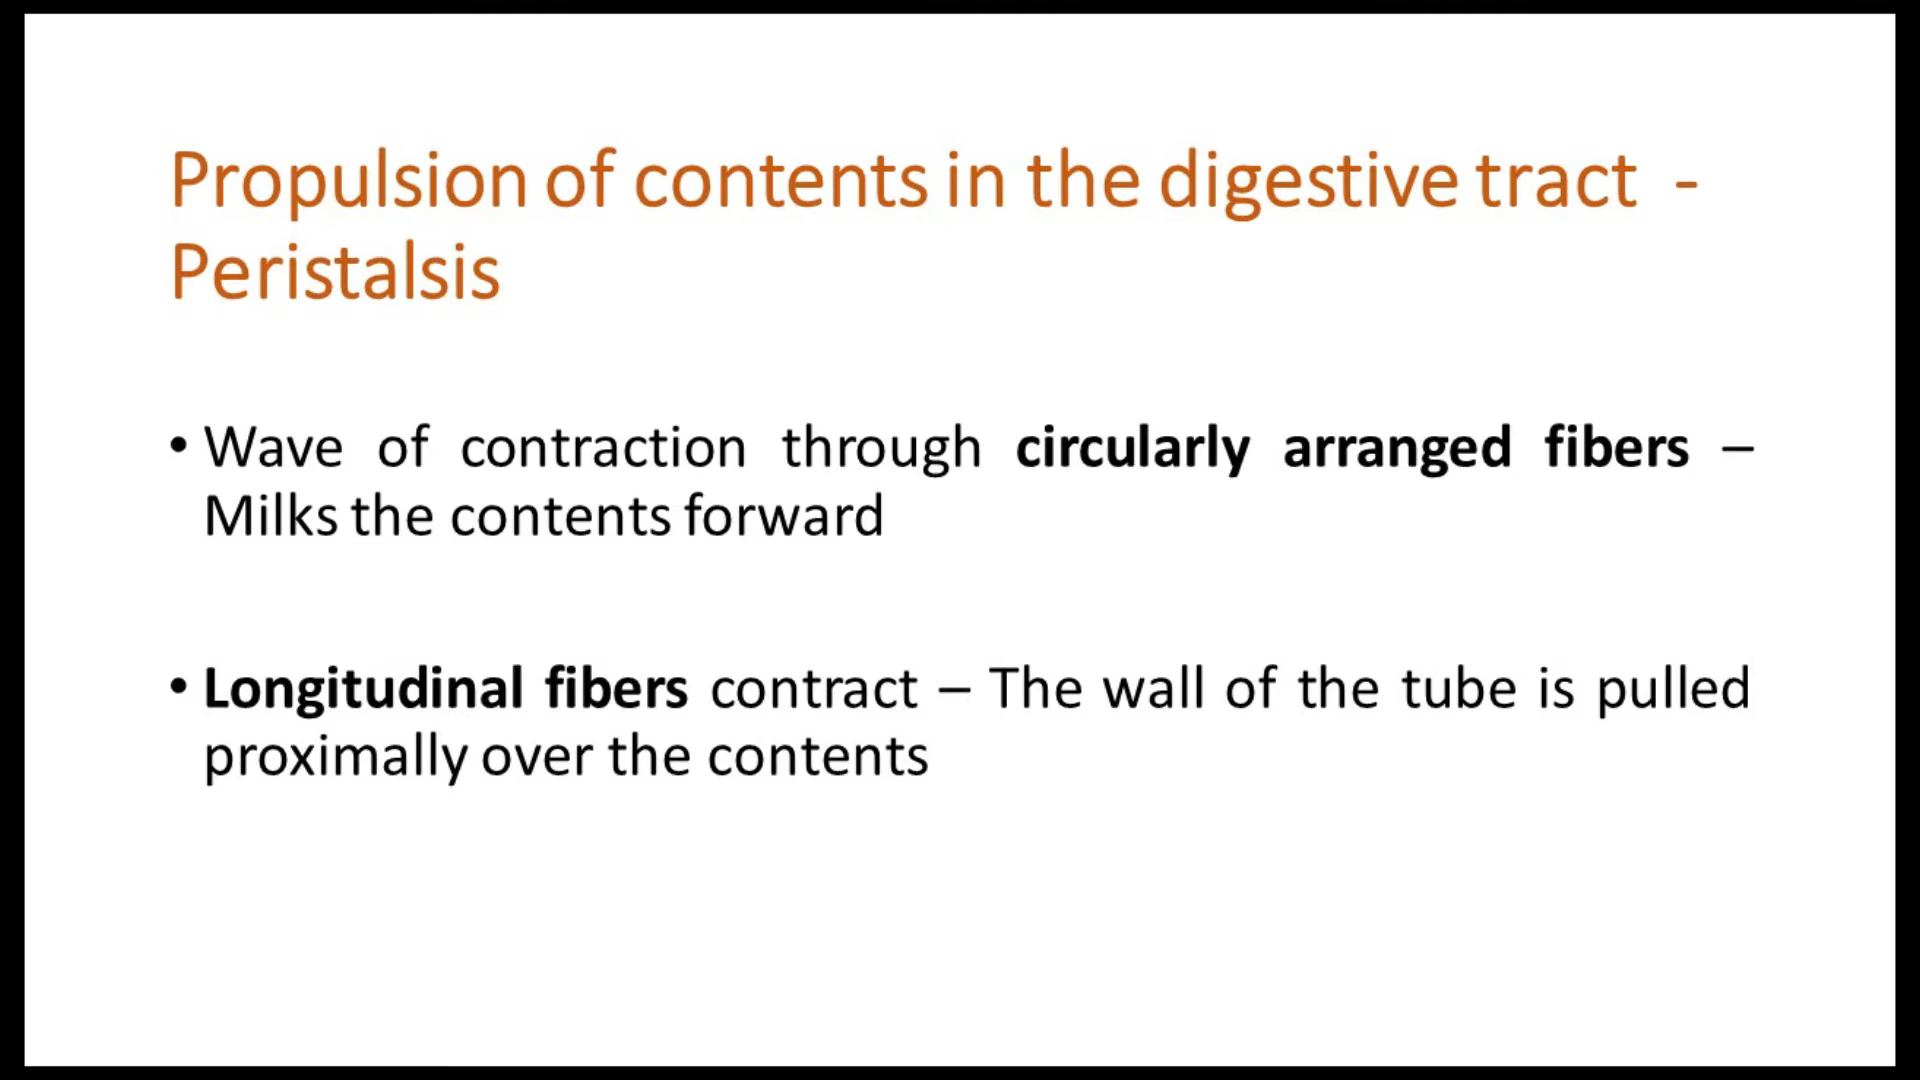 Propulsion of contents in the digestive tract -
Peristalsis
• Wave of contraction through circularly arranged fibers –
Milks the contents forward
• Longitudinal fibers contract – The wall of the tube is pulled
proximally over the contents